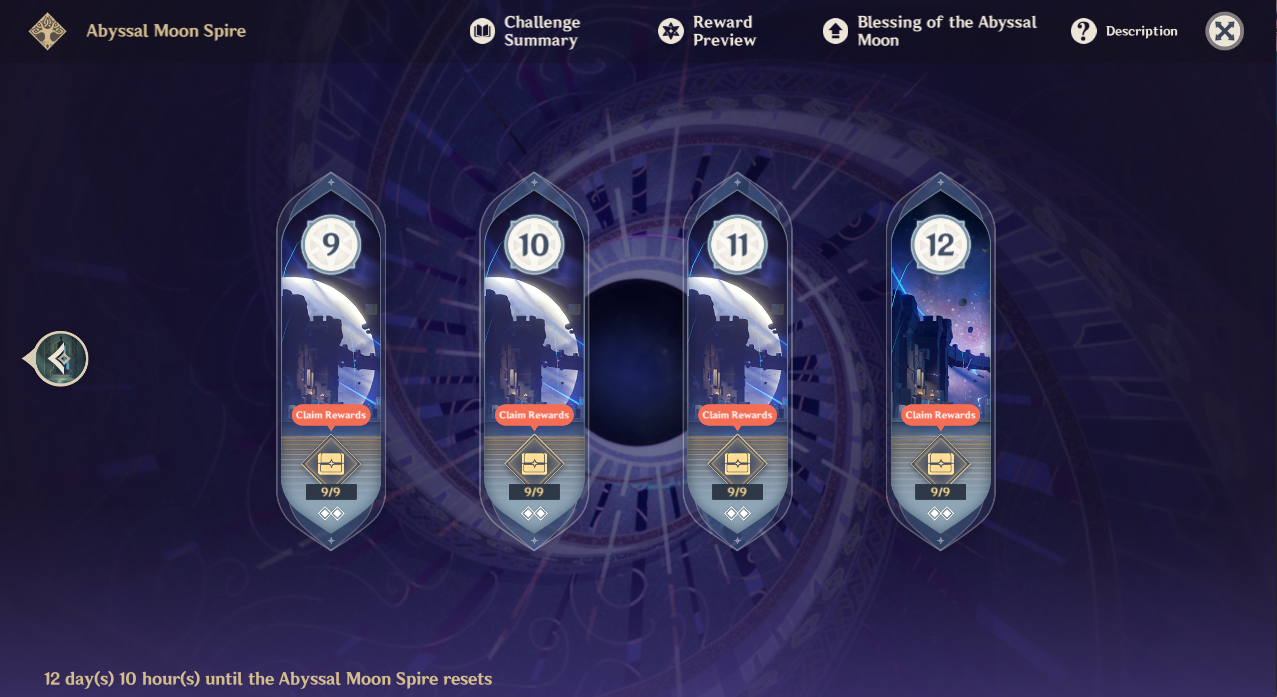 Abyssal Moon Spire
Challenge
Summary
Reward
Preview
Blessing of the Abyssal
Moon
Description
9
10
11
12
Claim Rewards
Claim Rewards
Claim Rewards
Claim Rewards
9/9
9/9
9/9
9/9
12 day(s) 10 hour(s) until the Abyssal Moon Spire resets